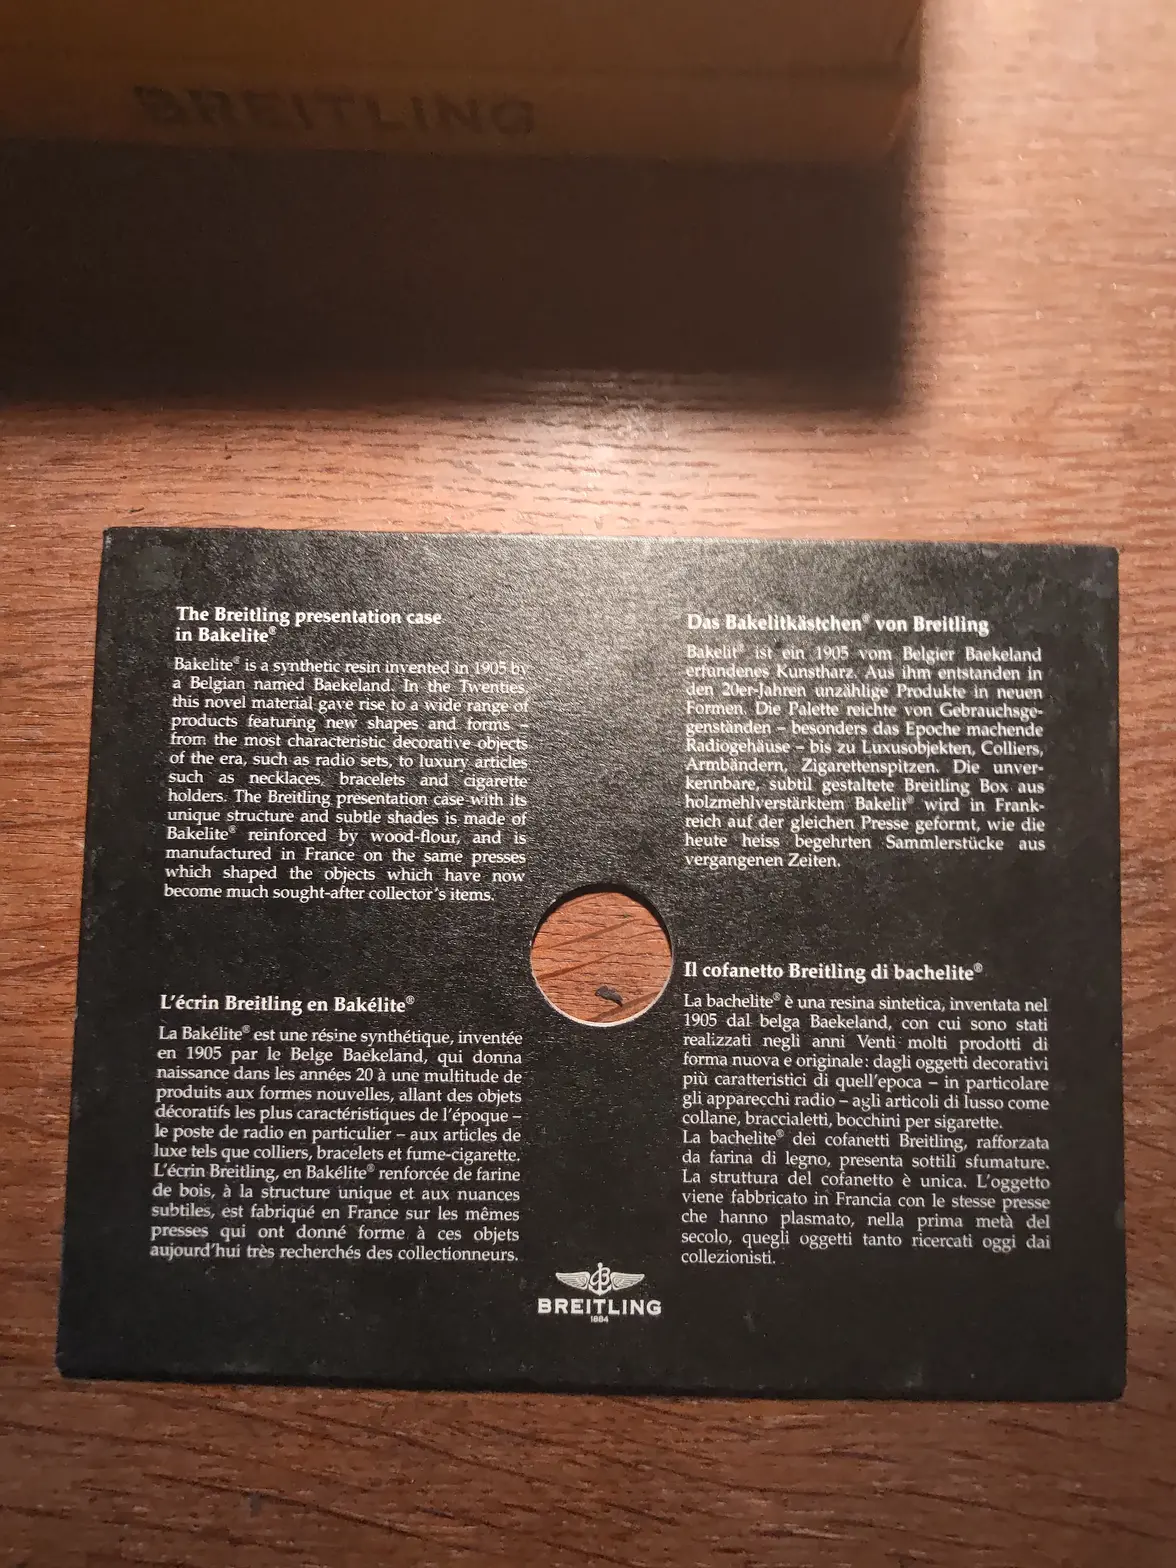 BREITLING
The Breitling presentation case
in Bakelite®
Bakelite® is a synthetic resin invented in 1905 by
a Belgian named Baekeland. In the Twenties
this novel material gave rise to a wide range of
products featuring new shapes and forms –
from the most characteristic decorative objects
of the era, such as radio sets, to luxury articles
such as necklaces, bracelets and cigarette
holders. The Breitling presentation case with its
unique structure and subtle shades is made of
Bakelite® reinforced by wood-flour, and is
manufactured in France on the same presses
which shaped the objects which have now
become much sought-after collector's items.
Das Bakelitkästchen® von Breitling
Bakelit® ist ein 1905 vom Belgier Baekeland
erfundenes Kunstharz. Aus ihm entstanden in
den 20er-Jahren unzählige Produkte in neuen
Formen. Die Palette reichte von Gebrauchsge-
genständen – besonders das Epoche machende
Radiogehäuse – bis zu Luxusobjekten, Colliers,
Armbändern, Zigarettenspitzen. Die unver-
kennbare, subtil gestaltete Breitling Box aus
holzmehlverstärktem Bakelit® wird in Frank-
reich auf der gleichen Presse geformt, wie die
heute heiss begehrten Sammlerstücke aus
vergangenen Zeiten.
L'écrin Breitling en Bakélite®
La Bakélite® est une résine synthétique, inventée
en 1905 par le Belge Baekeland, qui donna
naissance dans les années 20 à une multitude de
produits aux formes nouvelles, allant des objets
décoratifs les plus caractéristiques de l'époque –
le poste de radio en particulier – aux articles de
luxe tels que colliers, bracelets et fume-cigarette.
L'écrin Breitling, en Bakélite® renforcée de farine
de bois, à la structure unique et aux nuances
subtiles, est fabriqué en France sur les mêmes
presses qui ont donné forme à ces objets
aujourd'hui très recherchés des collectionneurs.
Il cofanetto Breitling di bachelite®
La bachelite® è una resina sintetica, inventata nel
1905 dal belga Baekeland, con cui sono stati
realizzati negli anni Venti molti prodotti di
forma nuova e originale: dagli oggetti decorativi
più caratteristici di quell'epoca – in particolare
gli apparecchi radio – agli articoli di lusso come
collane, braccialetti, bocchini per sigarette.
La bachelite® dei cofanetti Breitling, rafforzata
da farina di legno, presenta sottili sfumature.
La struttura del cofanetto è unica. L'oggetto
viene fabbricato in Francia con le stesse presse
che hanno plasmato, nella prima metà del
secolo, quegli oggetti tanto ricercati oggi dai
collezionisti.
BREITLING
1884